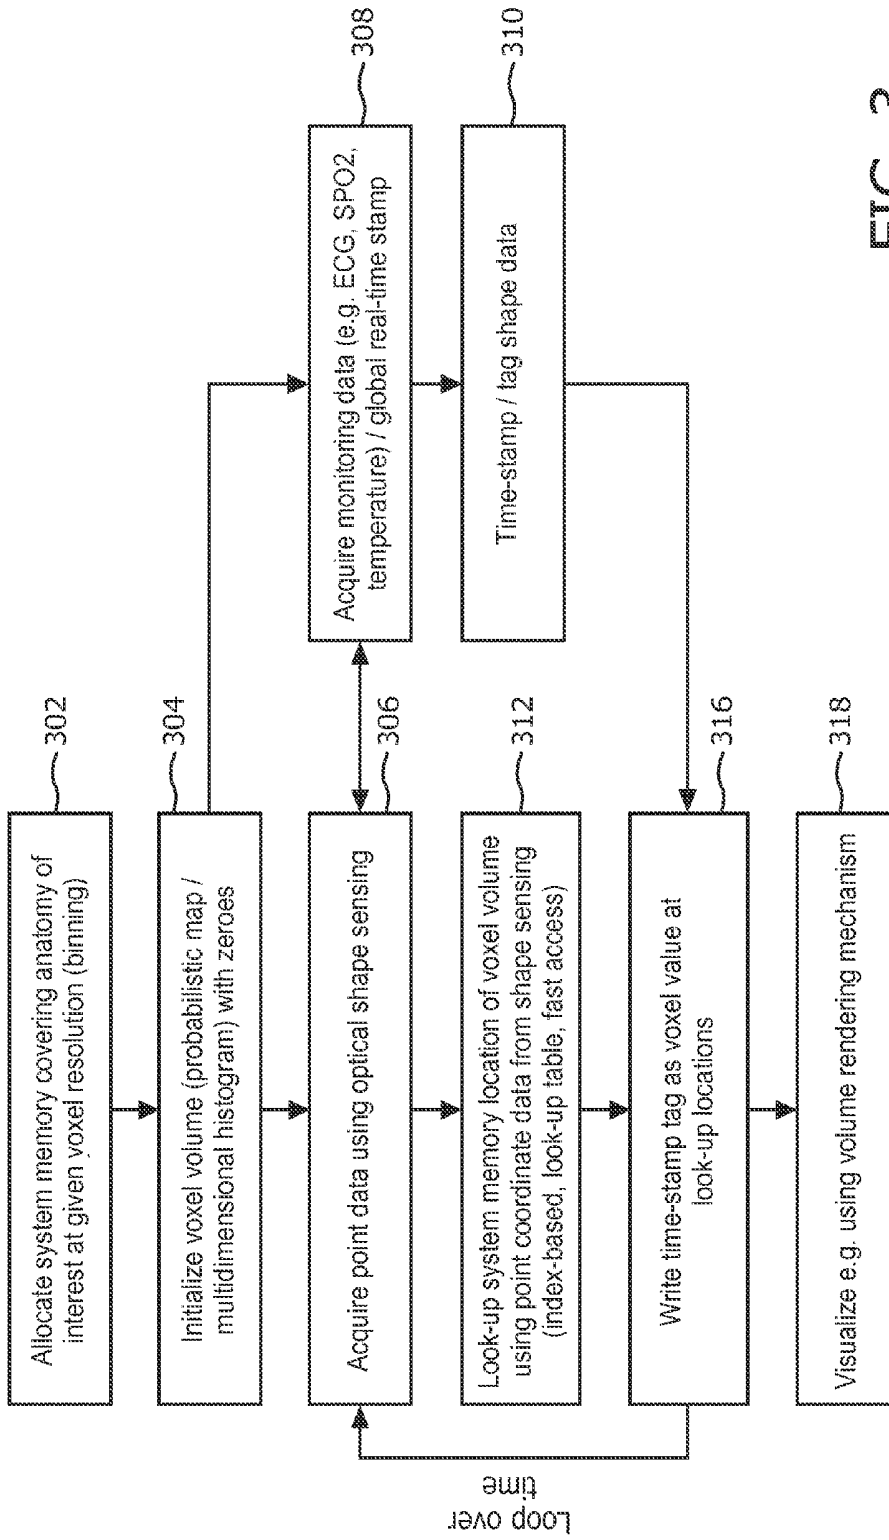 Allocate system memory covering anatomy of
interest at given voxel resolution (binning)
302
Initialize voxel volume (probabilistic map /
multidimensional histogram) with zeroes
304
Acquire point data using optical shape sensing
306
Acquire monitoring data (e.g. ECG, SPO2,
temperature) / global real-time stamp
308
Time-stamp / tag shape data
310
Look-up system memory location of voxel volume
using point coordinate data from shape sensing
(index-based, look-up table, fast access)
312
Write time-stamp tag as voxel value at
look-up locations
316
Visualize e.g. using volume rendering mechanism
318
Loop over
time